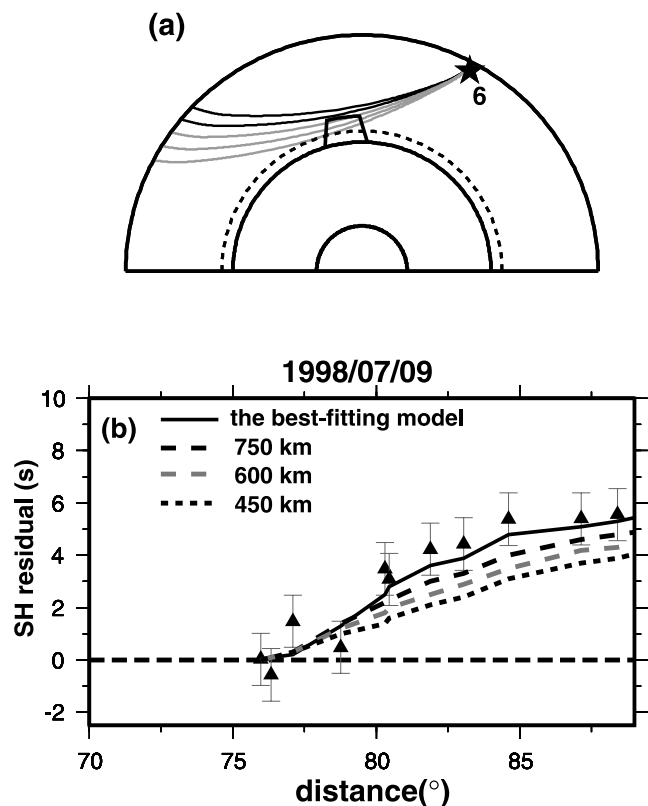 (a)
6
1998/07/09
(b)
the best-fitting model
750 km
600 km
450 km
SH residual (s)
10
8
6
4
2
0
-2
70 75 80 85
distance(°)